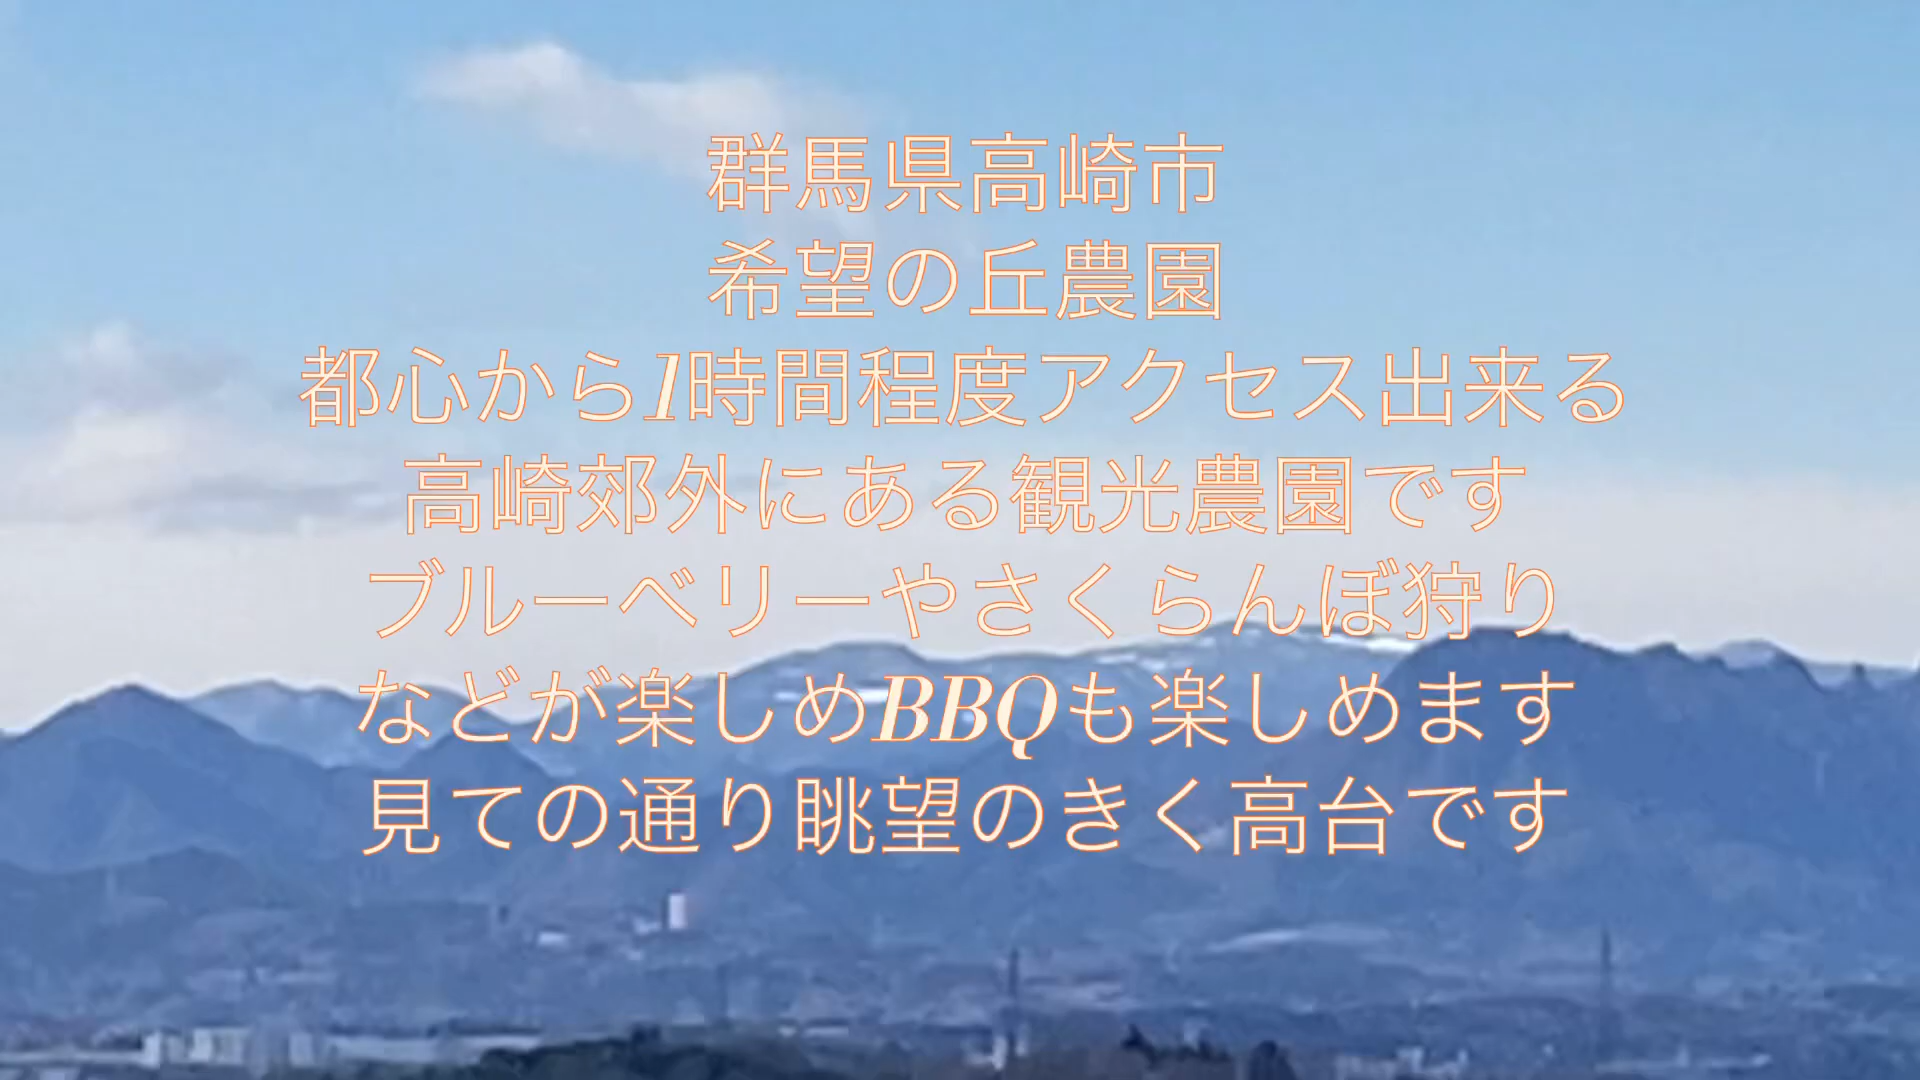 群馬県高崎市
希望の丘農園
都心から1時間程度アクセス出来る
高崎郊外にある観光農園です
ブルーベリーやさくらんぼ狩り
などが楽しめBBQも楽しめます
見ての通り眺望のきく高台です